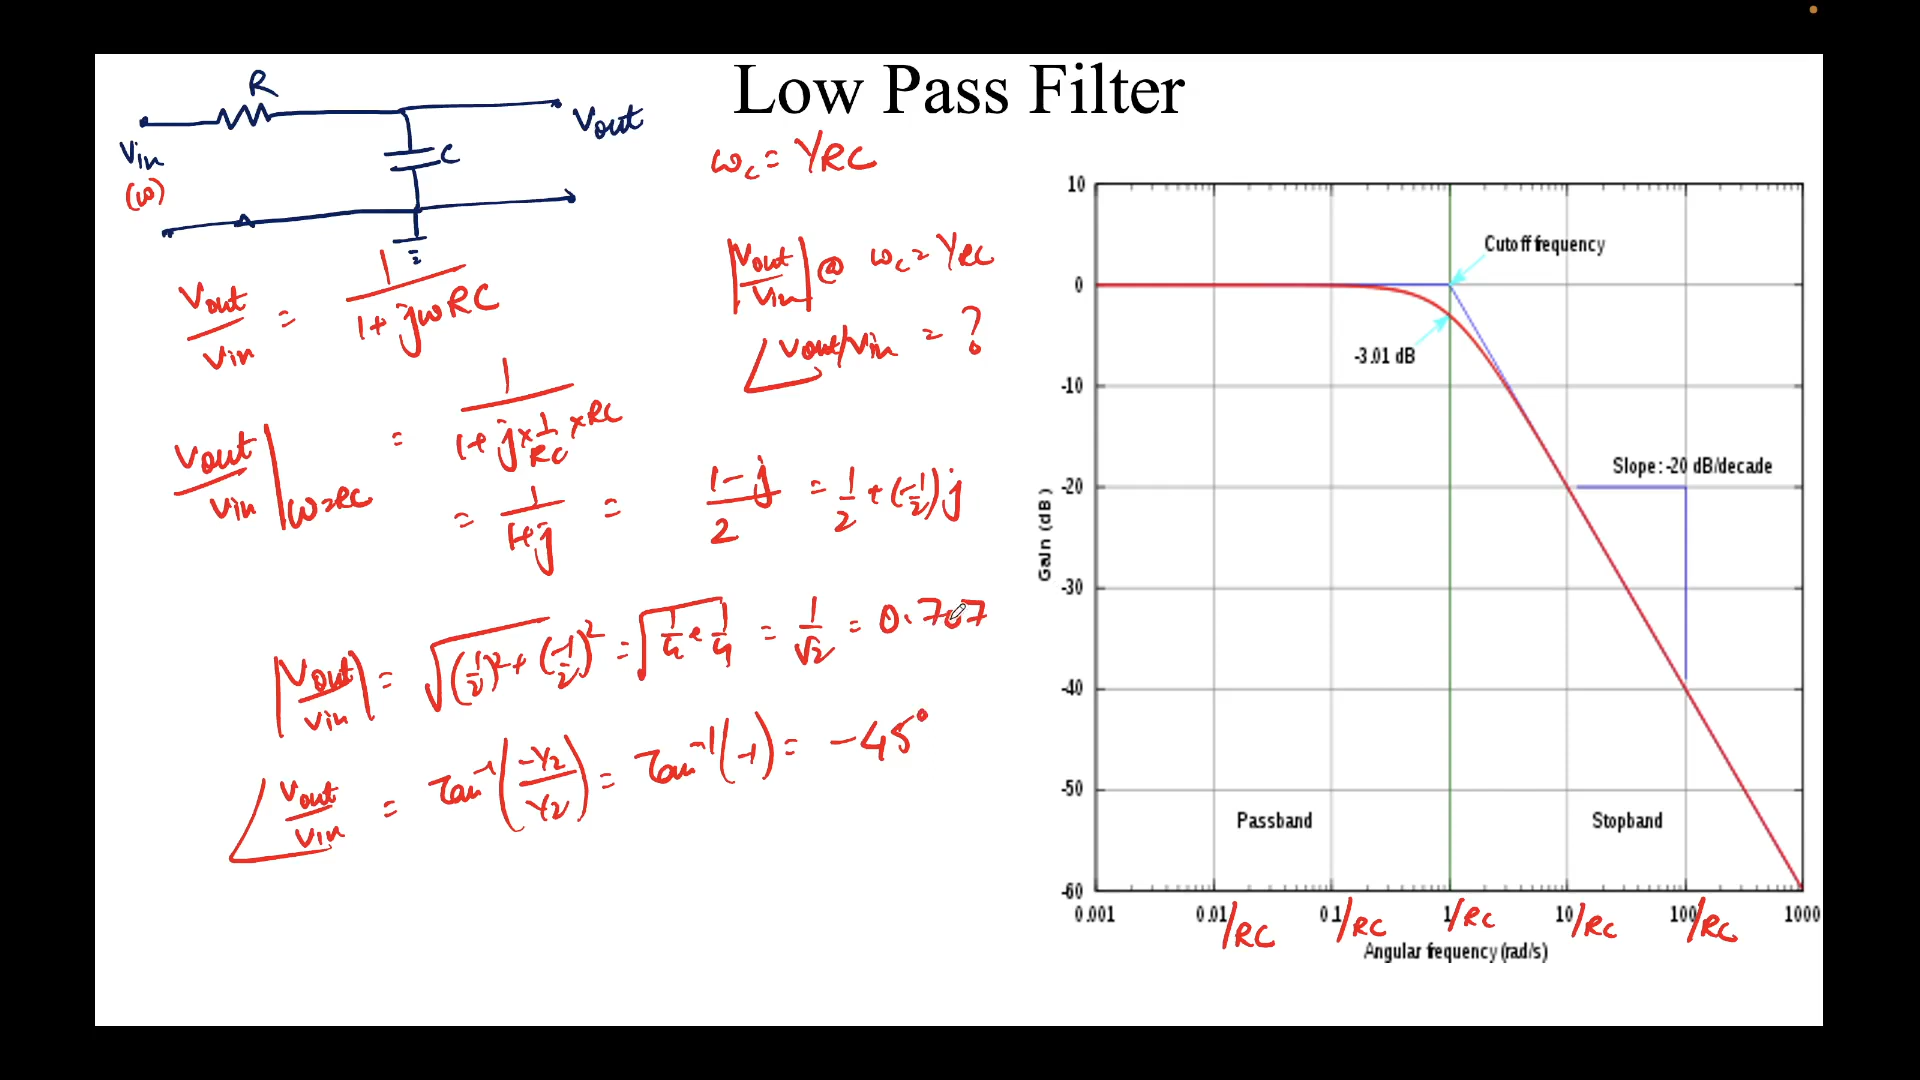 Low Pass Filter
R
Vin
(ω)
C
Vout
ωc = 1/RC
Vout/Vin = 1/(1+jωRC)
|Vout/Vin| @ ωc = 1/RC
∠Vout/Vin = ?
Vout/Vin | ω=RC = 1/(1+j×1/RC×RC)
= 1/(1+j) = (1-j)/2 = 1/2 + (-1/2)j
|Vout/Vin| = √((1/2)²+(-1/2)²) = √(1/4+1/4) = 1/√2 = 0.707
∠Vout/Vin = Tan⁻¹((-1/2)/(1/2)) = Tan⁻¹(-1) = -45°
Cutoff frequency
-3.01 dB
Slope: -20 dB/decade
Passband
Stopband
Gain (dB)
10
0
-10
-20
-30
-40
-50
-60
0.001 0.01/RC 0.1/RC 1/RC 10/RC 100/RC 1000
Angular frequency (rad/s)